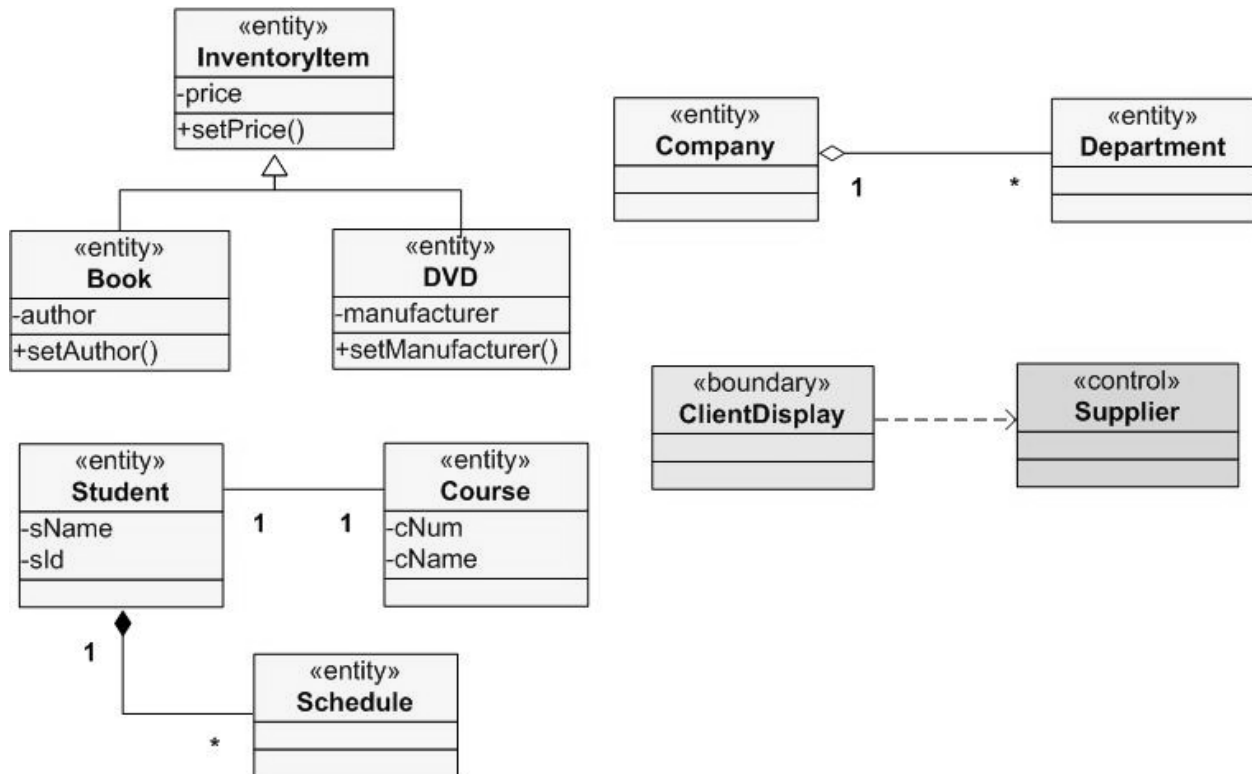 «entity»
InventoryItem
-price
+setPrice()
«entity»
Book
-author
+setAuthor()
«entity»
DVD
-manufacturer
+setManufacturer()
«entity»
Company
1
*
«entity»
Department
«boundary»
ClientDisplay
«control»
Supplier
«entity»
Student
-sName
-sId
1
1
«entity»
Course
-cNum
-cName
1
*
«entity»
Schedule